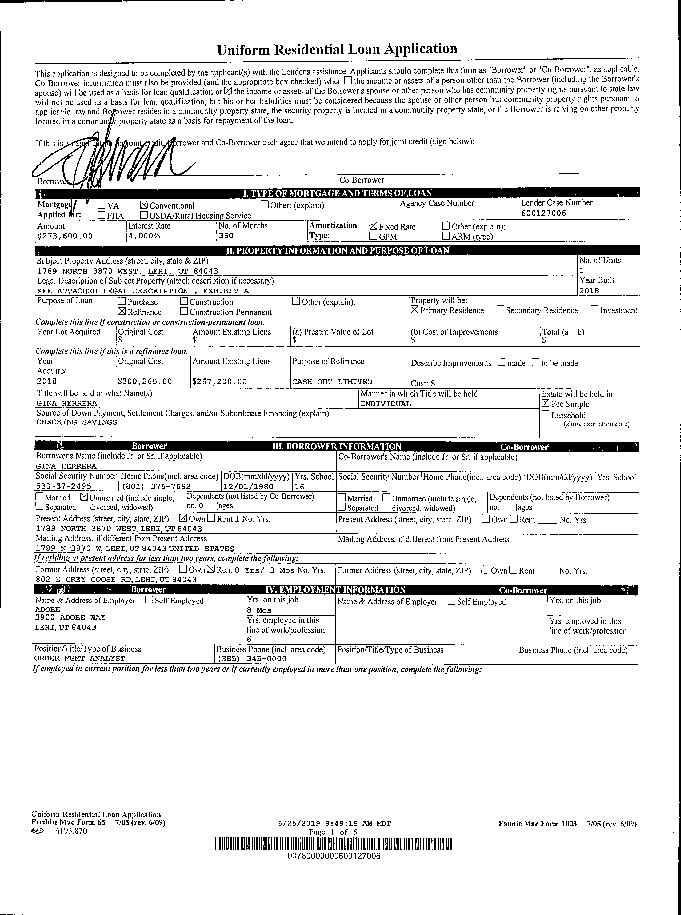 Uniform Residential Loan Application
This application is designed to be completed by the applicant(s) with the Lender's assistance. Applicants should complete this form as "Borrower" or "Co-Borrower", as applicable.
Co-Borrower information must also be provided (and the appropriate box checked) when ☐ the income or assets of a person other than the Borrower (including the Borrower's
spouse) will be used as a basis for loan qualification or ☑ the income or assets of the Borrower's spouse or other person who has community property rights pursuant to state law
will not be used as a basis for loan qualification, but his or her liabilities must be considered because the spouse or other person has community property rights pursuant to
applicable law and Borrower resides in a community property state, the security property is located in a community property state, or the Borrower is relying on other property
located in a community property state as a basis for repayment of the loan.
If this is Borrower and Co-Borrower each agree that we intend to apply for joint credit (sign below):
Borrower Co-Borrower
I. TYPE OF MORTGAGE AND TERMS OF LOAN
Mortgage ☐ VA ☒ Conventional ☐ Other: (explain) Agency Case Number Lender Case Number
Applied for: ☐ FHA ☐ USDA/Rural Housing Service 600127006
Amount Interest Rate No. of Months Amortization ☒ Fixed Rate ☐ Other (explain):
$273,600.00 4.000% 360 Type: ☐ GPM ☐ ARM (type)
II. PROPERTY INFORMATION AND PURPOSE OF LOAN
Subject Property Address (street, city, state & ZIP) No. of Units
1789 NORTH 3870 WEST, LEHI, UT 84043 1
Legal Description of Subject Property (attach description if necessary) Year Built
SEE ATTACHED LEGAL DESCRIPTION , EXHIBIT A 2018
Purpose of Loan ☐ Purchase ☐ Construction ☐ Other (explain): Property will be:
☒ Refinance ☐ Construction-Permanent ☒ Primary Residence ☐ Secondary Residence ☐ Investment
Complete this line if construction or construction-permanent loan.
Year Lot Acquired Original Cost Amount Existing Liens (a) Present Value of Lot (b) Cost of Improvements Total (a + b)
$ $ $ $ $
Complete this line if this is a refinance loan.
Year Original Cost Amount Existing Liens Purpose of Refinance Describe Improvements ☐ made ☐ to be made
Acquired
2018 $300,265.00 $267,200.00 CASH OUT LIMITED Cost: $
Title will be held in what Name(s) Manner in which Title will be held Estate will be held in:
GINA HERRERA INDIVIDUAL ☒ Fee Simple
Source of Down Payment, Settlement Charges, and/or Subordinate Financing (explain) ☐ Leasehold
CHECKING SAVINGS
Borrower III. BORROWER INFORMATION Co-Borrower
Borrower's Name (include Jr. or Sr. if applicable) Co-Borrower's Name (include Jr. or Sr. if applicable)
GINA HERRERA
Social Security Number Home Phone (incl. area code) DOB (mm/dd/yyyy) Yrs. School Social Security Number Home Phone (incl. area code) DOB (mm/dd/yyyy) Yrs. School
12/01/1980 16
☐ Married ☒ Unmarried (include single, Dependents (not listed by Co-Borrower) ☐ Married ☐ Unmarried (include single, Dependents (not listed by Borrower)
☐ Separated divorced, widowed) no. 0 ages ☐ Separated divorced, widowed) no. ages
Present Address (street, city, state, ZIP) ☒ Own ☐ Rent 1 No. Yrs. Present Address (street, city, state, ZIP) ☐ Own ☐ Rent No. Yrs.
1789 NORTH 3870 WEST, LEHI, UT 84043
Mailing Address, if different from Present Address Mailing Address, if different from Present Address
1789 N 3870 W, LEHI, UT 84043 UNITED STATES
If residing at present address for less than two years, complete the following:
Former Address (street, city, state, ZIP) ☐ Own ☒ Rent 0 Yrs/ 3 Mos No. Yrs. Former Address (street, city, state, ZIP) ☐ Own ☐ Rent No. Yrs.
802 S GREY GOOSE RD, LEHI, UT 84043
Borrower IV. EMPLOYMENT INFORMATION Co-Borrower
Name & Address of Employer ☐ Self Employed Yrs. on this job Name & Address of Employer ☐ Self Employed Yrs. on this job
ADOBE 8 Mos
3900 ADOBE WAY Yrs. employed in this Yrs. employed in this
LEHI, UT 84043 line of work/profession line of work/profession
6
Position/Title/Type of Business Business Phone (incl. area code) Position/Title/Type of Business Business Phone (incl. area code)
ORDER MGMT ANALYST (385) 345-0000
If employed in current position for less than two years or if currently employed in more than one position, complete the following:
Uniform Residential Loan Application
Freddie Mac Form 65 7/05 (rev. 6/09) 6/26/2019 9:49:19 AM MDT Fannie Mae Form 1003 7/05 (rev. 6/09)
Page 1 of 5